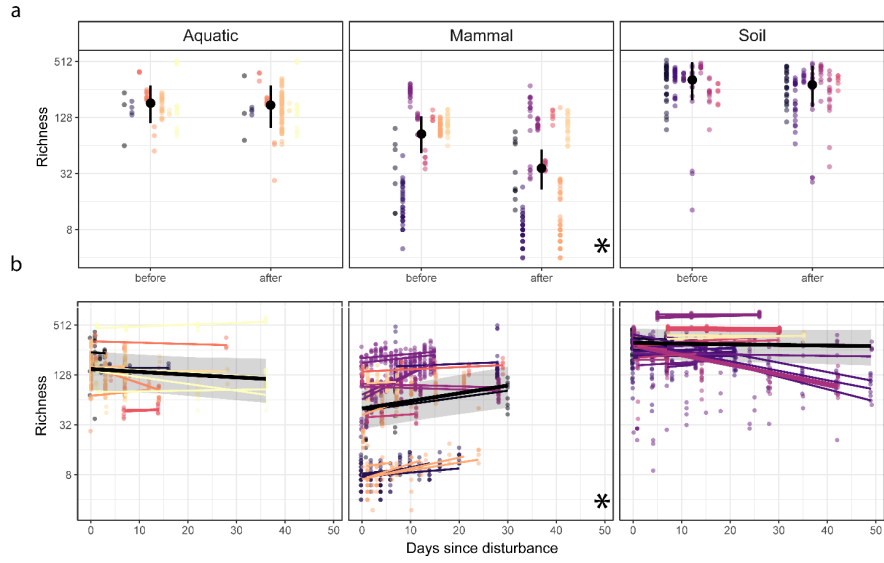 a
Aquatic Mammal Soil
512
128
32
8
Richness
before after before after before after
*
b
512
128
32
8
Richness
*
0 10 20 30 40 50 0 10 20 30 40 50 0 10 20 30 40 50
Days since disturbance